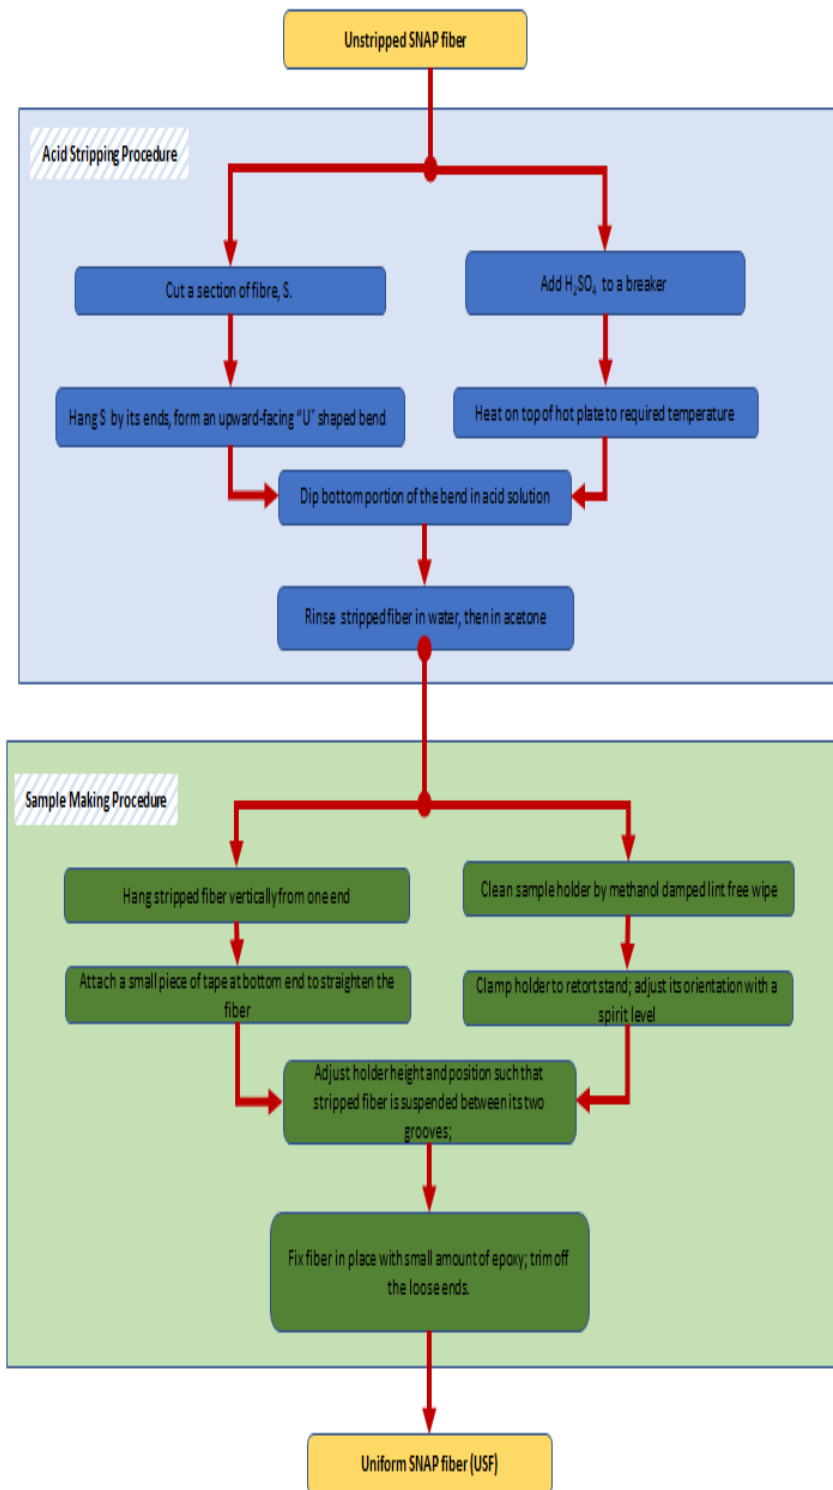 Unstripped SNAP fiber
Acid Stripping Procedure
Cut a section of fibre, S.
Add H₂SO₄ to a breaker
Hang S by its ends, form an upward-facing “U” shaped bend.
Heat on top of hot plate to required temperature
Dip bottom portion of the bend in acid solution
Rinse stripped fiber in water, then in acetone
Sample Making Procedure
Hang stripped fiber vertically from one end
Clean sample holder by methanol damped lint free wipe
Attach a small piece of tape at bottom end to straighten the
fiber
Clamp holder to retort stand; adjust its orientation with a
spirit level
Adjust holder height and position such that
stripped fiber is suspended between its two
grooves;
Fix fiber in place with small amount of epoxy; trim off
the loose ends.
Uniform SNAP fiber (USF)